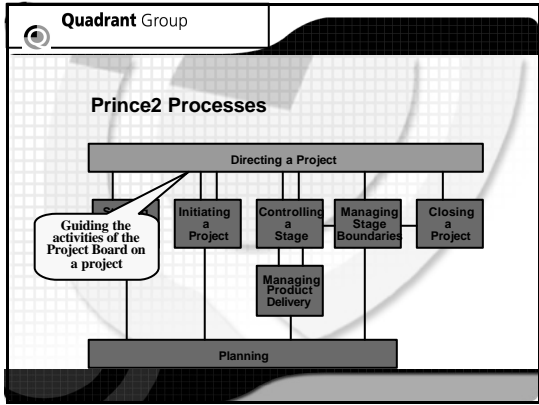 Quadrant Group
Prince2 Processes
Directing a Project
Guiding the
activities of the
Project Board on
a project
Initiating
a
Project
Controlling
a
Stage
Managing
Stage
Boundaries
Closing
a
Project
Managing
Product
Delivery
Planning